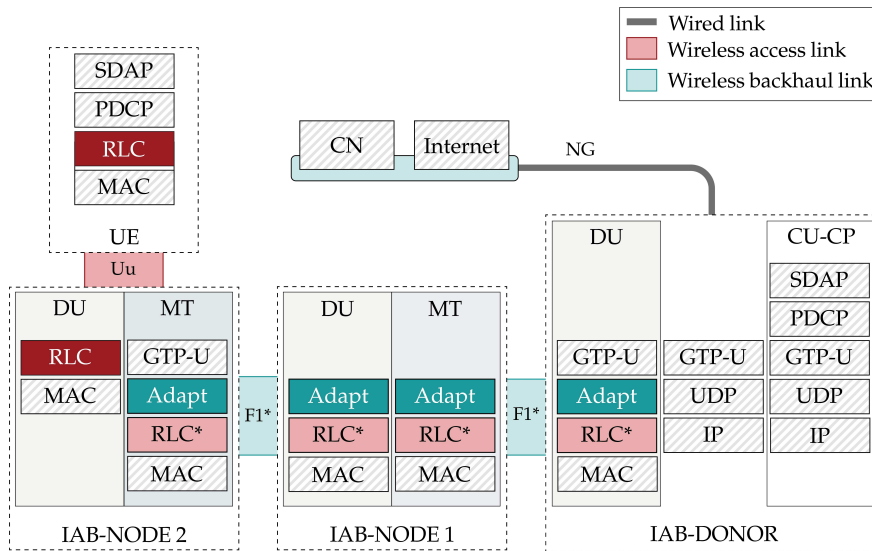 Wired link
Wireless access link
Wireless backhaul link
SDAP
PDCP
RLC
MAC
UE
Uu
CN
Internet
NG
DU
MT
RLC
MAC
GTP-U
Adapt
RLC*
MAC
IAB-NODE 2
F1*
DU
MT
Adapt
RLC*
MAC
Adapt
RLC*
MAC
IAB-NODE 1
F1*
DU
GTP-U
Adapt
RLC*
MAC
GTP-U
UDP
IP
CU-CP
SDAP
PDCP
GTP-U
UDP
IP
IAB-DONOR